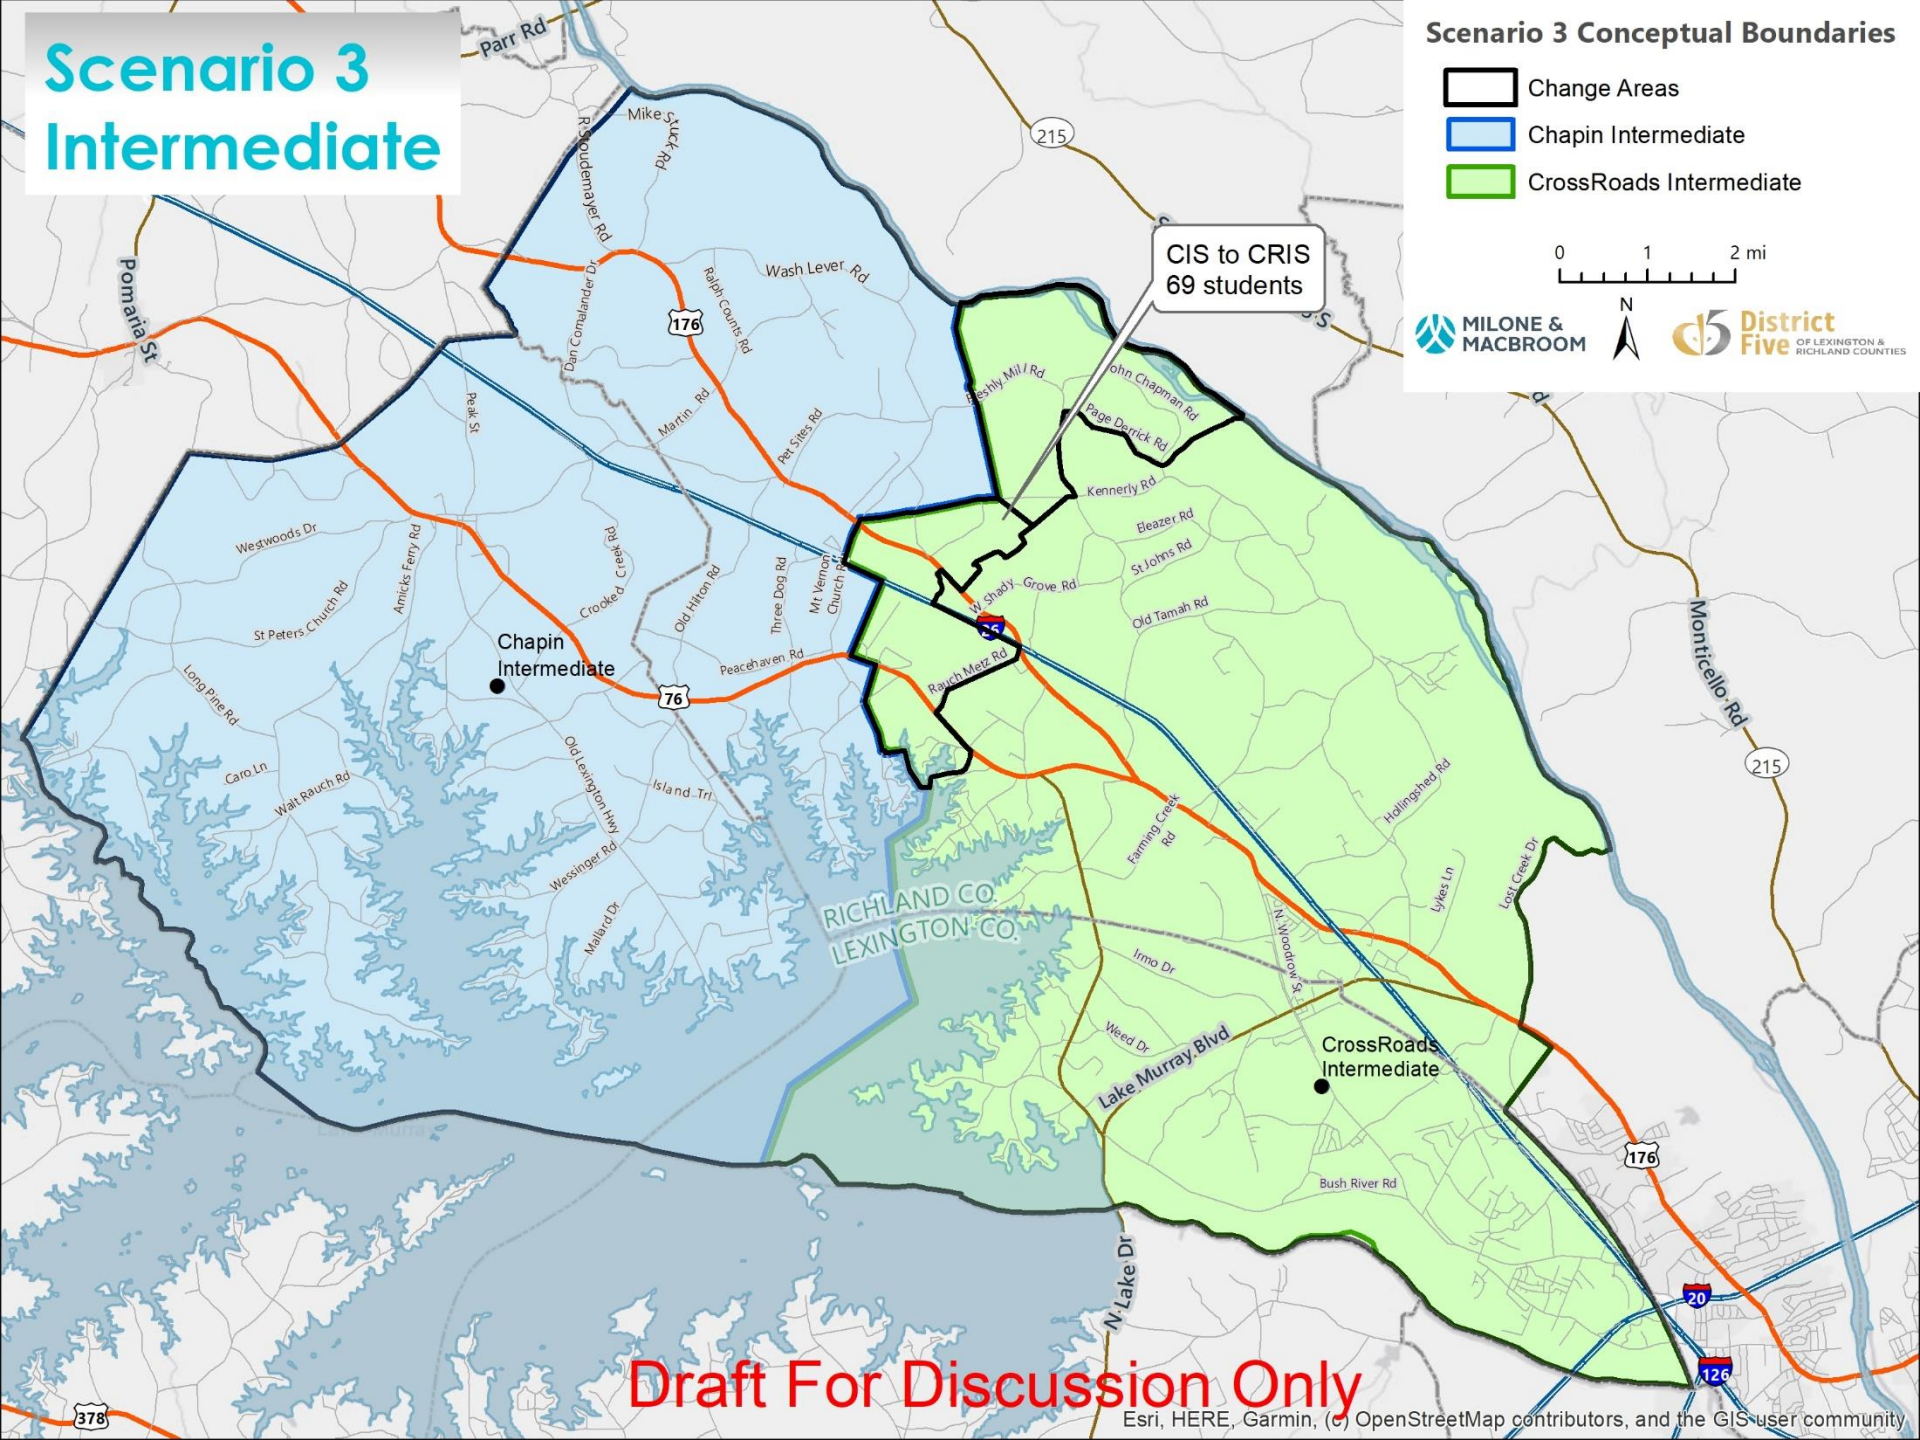 Scenario 3
Intermediate
Scenario 3 Conceptual Boundaries
Change Areas
Chapin Intermediate
CrossRoads Intermediate
0 1 2 mi
N
MILONE &
MACBROOM
d5 District
Five OF LEXINGTON &
RICHLAND COUNTIES
Parr Rd
Mike Stuck Rd
R Stoudemayer Rd
215
CIS to CRIS
69 students
Pomaria St
Dan Comalander Dr
176
Ralph Counts Rd
Wash Lever Rd
Peak St
Martin Rd
Pet Sites Rd
Page Derrick Rd
Kennerly Rd
Eleazer Rd
St Johns Rd
W Shady Grove Rd
Old Tamah Rd
26
Rauch Metz Rd
Westwoods Dr
Amicks Ferry Rd
Crooked Creek Rd
St Peters Church Rd
Old Hilton Rd
Three Dog Rd
Mt Vernon
Church R
Chapin
Intermediate
Peacehaven Rd
76
Long Pine Rd
Monticello Rd
215
Caro Ln
Wait Rauch Rd
Old Lexington Hwy
Island Trl
Wessinger Rd
Mallard Dr
Hollingshed Rd
Farming Creek
Rd
Lykes Ln
Lost Creek Dr
RICHLAND CO.
LEXINGTON CO.
Irmo Dr
N Woodrow St
Weed Dr
Lake Murray Blvd
CrossRoads
Intermediate
Bush River Rd
176
N Lake Dr
20
126
378
Draft For Discussion Only
Esri, HERE, Garmin, (c) OpenStreetMap contributors, and the GIS user community